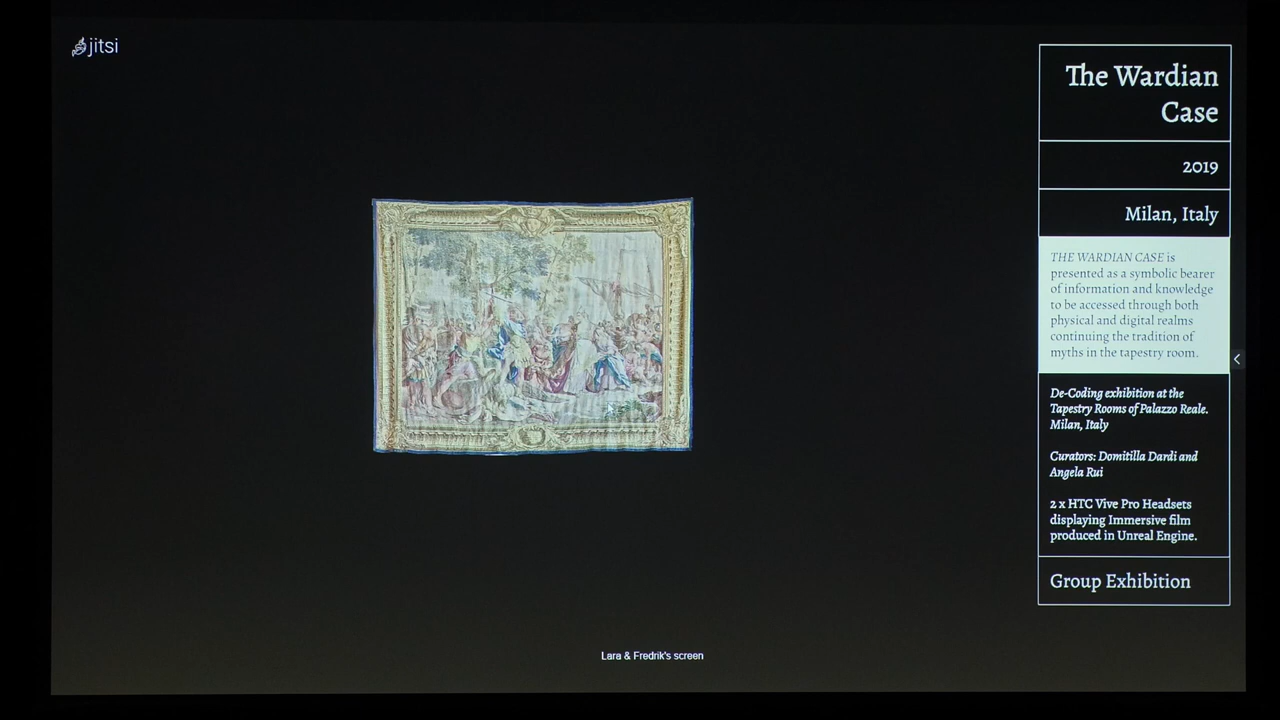 jitsi
The Wardian
Case
2019
Milan, Italy
THE WARDIAN CASE is
presented as a symbolic bearer
of information and knowledge
to be accessed through both
physical and digital realms
continuing the tradition of
myths in the tapestry room.
De-Coding exhibition at the
Tapestry Rooms of Palazzo Reale.
Milan, Italy
Curators: Domitilla Dardi and
Angela Rui
2 x HTC Vive Pro Headsets
displaying Immersive film
produced in Unreal Engine.
Group Exhibition
Lara & Fredrik's screen